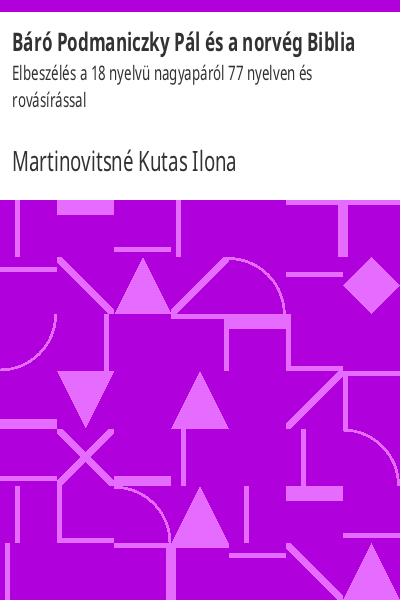 Báró Podmaniczky Pál és a norvég Biblia
Elbeszélés a 18 nyelvü nagyapáról 77 nyelven és
rovásírással
Martinovitsné Kutas Ilona